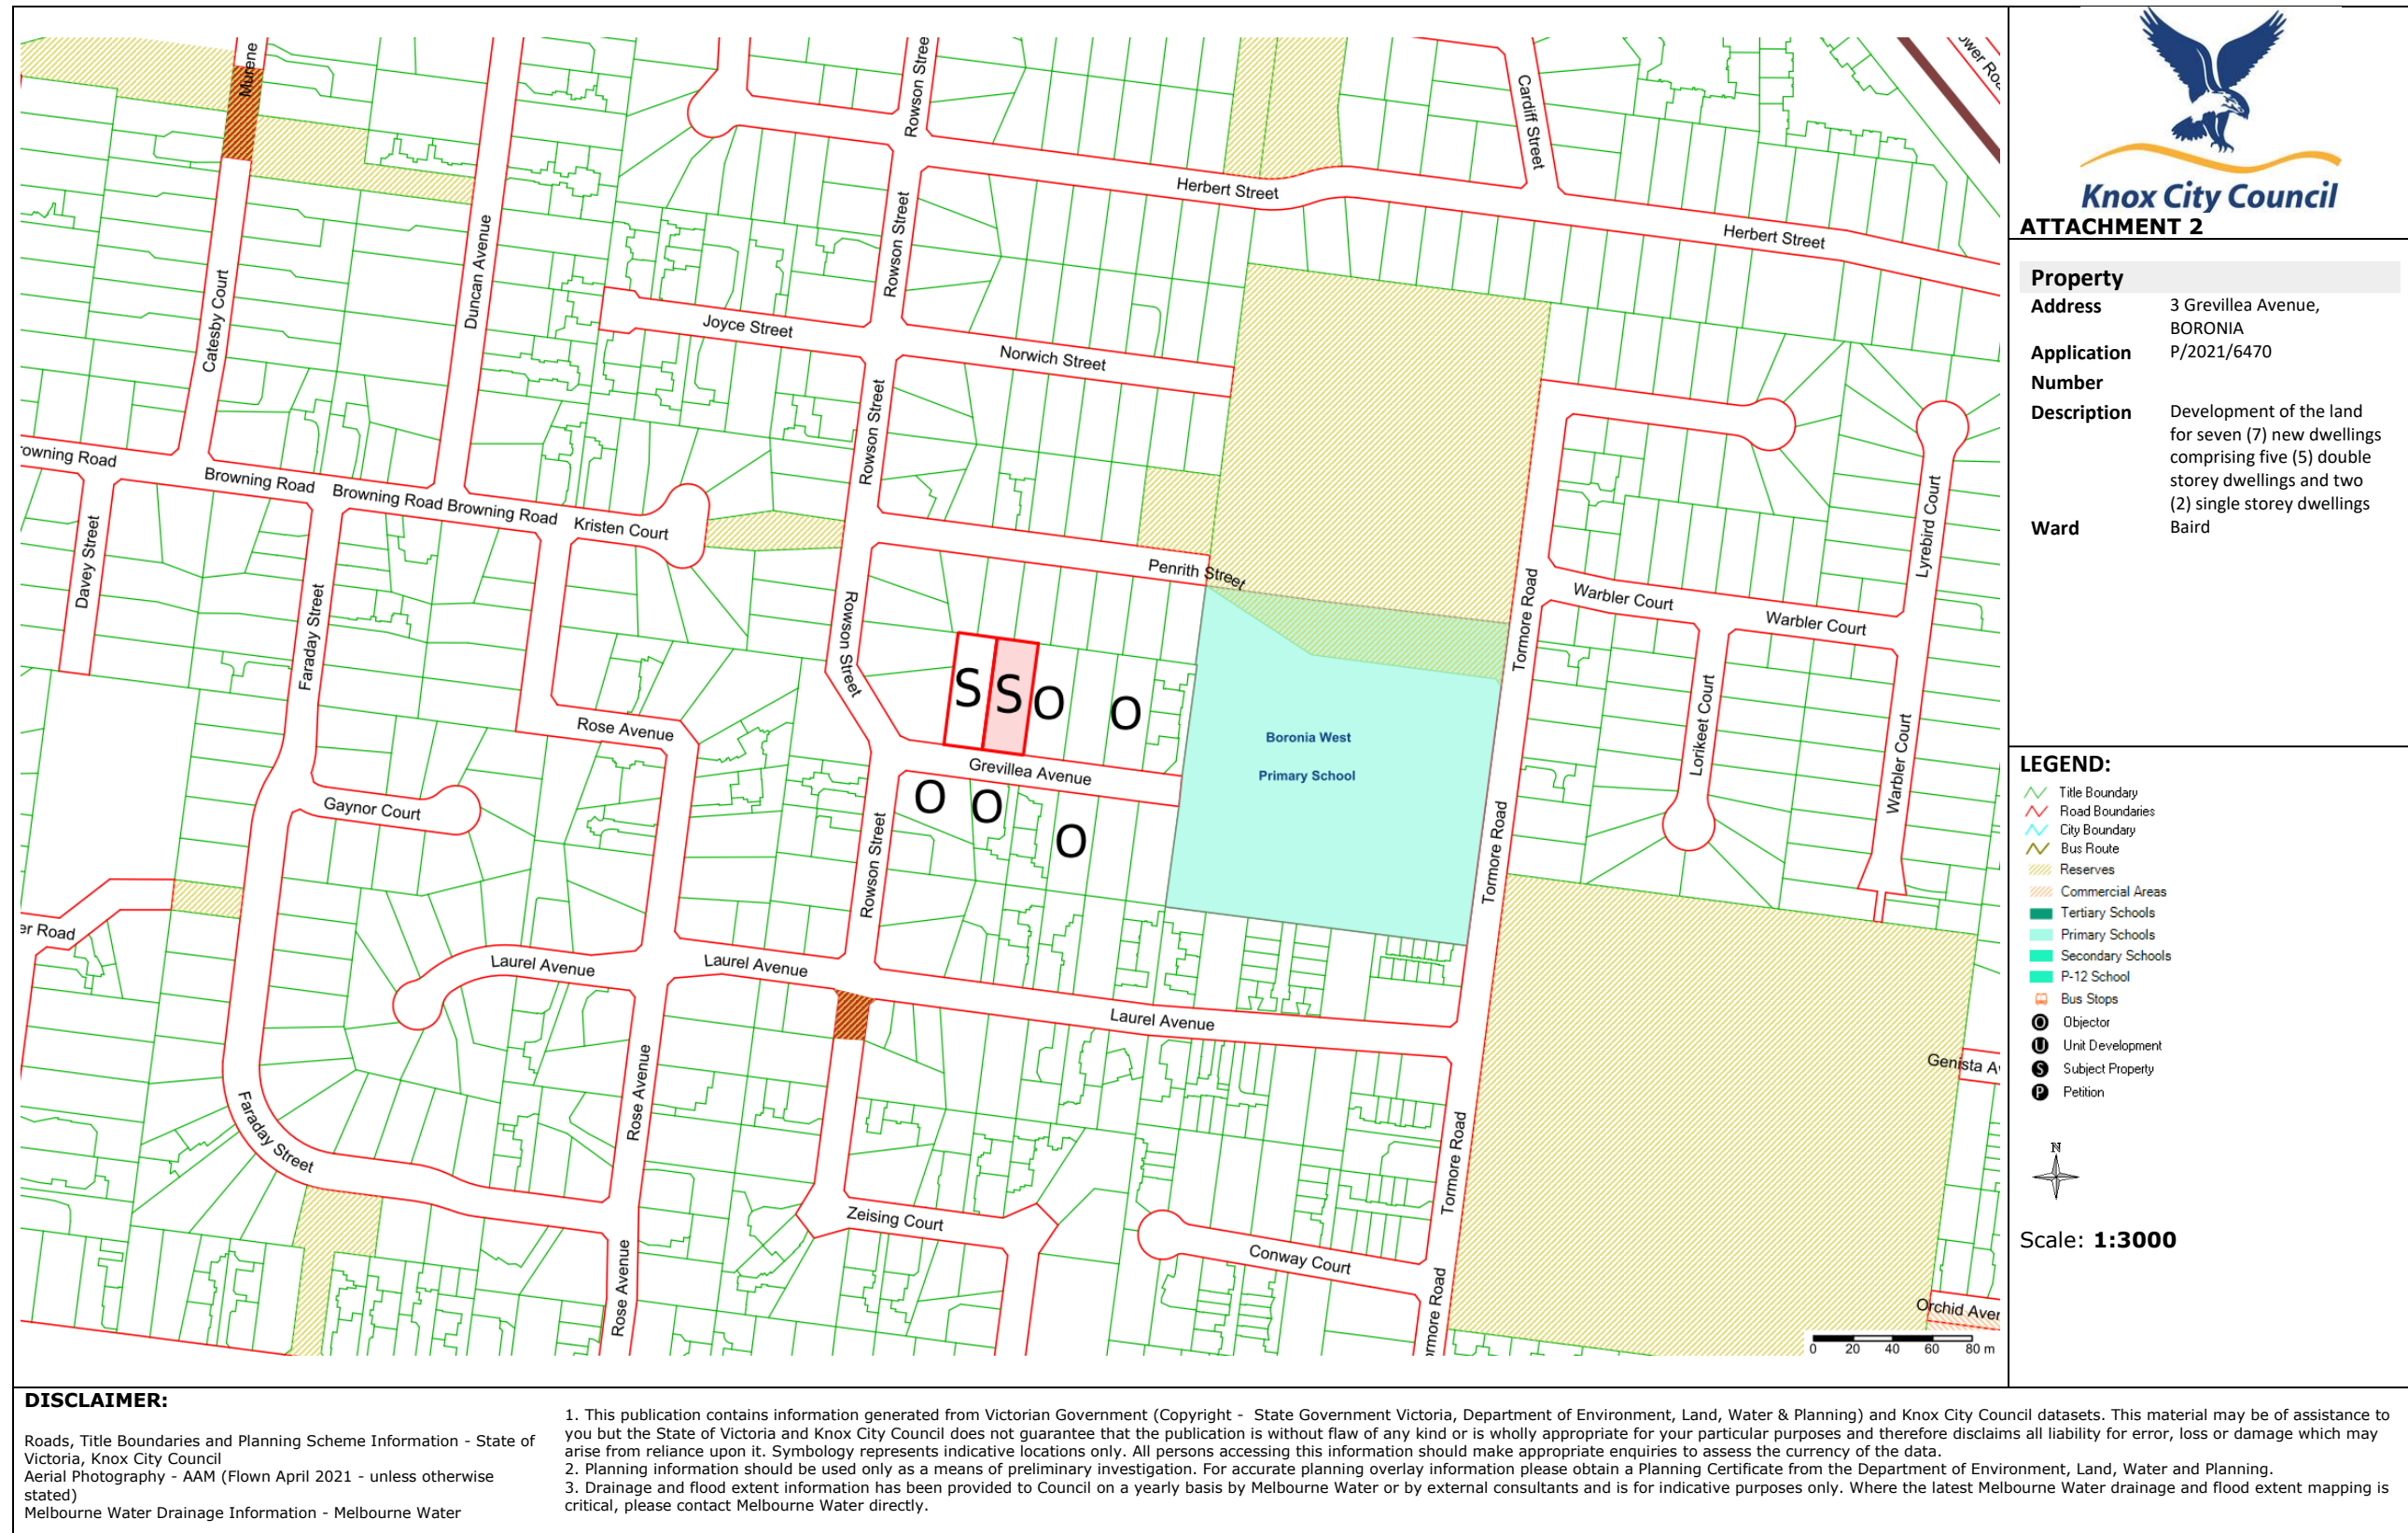 Murene
Rowson Stree
Cardiff Street
ower Ro
Rowson Street
Herbert Street
Herbert Street
Catesby Court
Duncan Avenue
Joyce Street
Norwich Street
Rowson Street
owning Road
Browning Road
Browning Road
Browning Road
Kristen Court
Davey Street
Faraday Street
Rowson Street
Penrith Street
Tormore Road
Warbler Court
Warbler Court
Lyrebird Court
Lorikeet Court
Warbler Court
S
S
O
O
Rose Avenue
Boronia West
Primary School
Grevillea Avenue
O
O
O
Gaynor Court
Rowson Street
Tormore Road
er Road
Laurel Avenue
Laurel Avenue
Laurel Avenue
Rose Avenue
Genista Av
Faraday Street
Tormore Road
Zeising Court
Conway Court
Rose Avenue
ormore Road
Orchid Aven
0 20 40 60 80 m
Knox City Council
ATTACHMENT 2
Property
Address 3 Grevillea Avenue,
BORONIA
Application P/2021/6470
Number
Description Development of the land
for seven (7) new dwellings
comprising five (5) double
storey dwellings and two
(2) single storey dwellings
Ward Baird
LEGEND:
Title Boundary
Road Boundaries
City Boundary
Bus Route
Reserves
Commercial Areas
Tertiary Schools
Primary Schools
Secondary Schools
P-12 School
Bus Stops
O Objector
U Unit Development
S Subject Property
P Petition
N
Scale: 1:3000
DISCLAIMER:
Roads, Title Boundaries and Planning Scheme Information - State of
Victoria, Knox City Council
Aerial Photography - AAM (Flown April 2021 - unless otherwise
stated)
Melbourne Water Drainage Information - Melbourne Water
1. This publication contains information generated from Victorian Government (Copyright - State Government Victoria, Department of Environment, Land, Water & Planning) and Knox City Council datasets. This material may be of assistance to
you but the State of Victoria and Knox City Council does not guarantee that the publication is without flaw of any kind or is wholly appropriate for your particular purposes and therefore disclaims all liability for error, loss or damage which may
arise from reliance upon it. Symbology represents indicative locations only. All persons accessing this information should make appropriate enquiries to assess the currency of the data.
2. Planning information should be used only as a means of preliminary investigation. For accurate planning overlay information please obtain a Planning Certificate from the Department of Environment, Land, Water and Planning.
3. Drainage and flood extent information has been provided to Council on a yearly basis by Melbourne Water or by external consultants and is for indicative purposes only. Where the latest Melbourne Water drainage and flood extent mapping is
critical, please contact Melbourne Water directly.